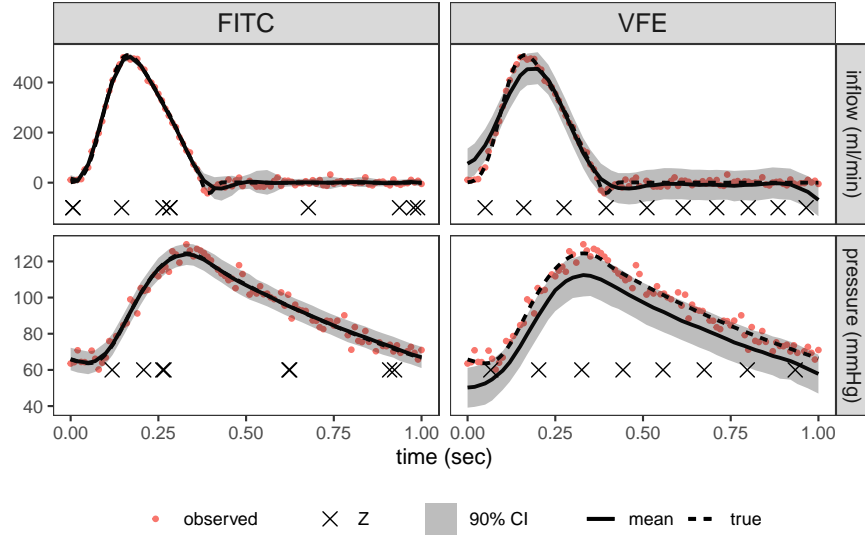 FITC VFE
400
200
0
inflow (ml/min)
120
100
80
60
40
pressure (mmHg)
0.00 0.25 0.50 0.75 1.00 0.00 0.25 0.50 0.75 1.00
time (sec)
observed Z 90% CI mean true